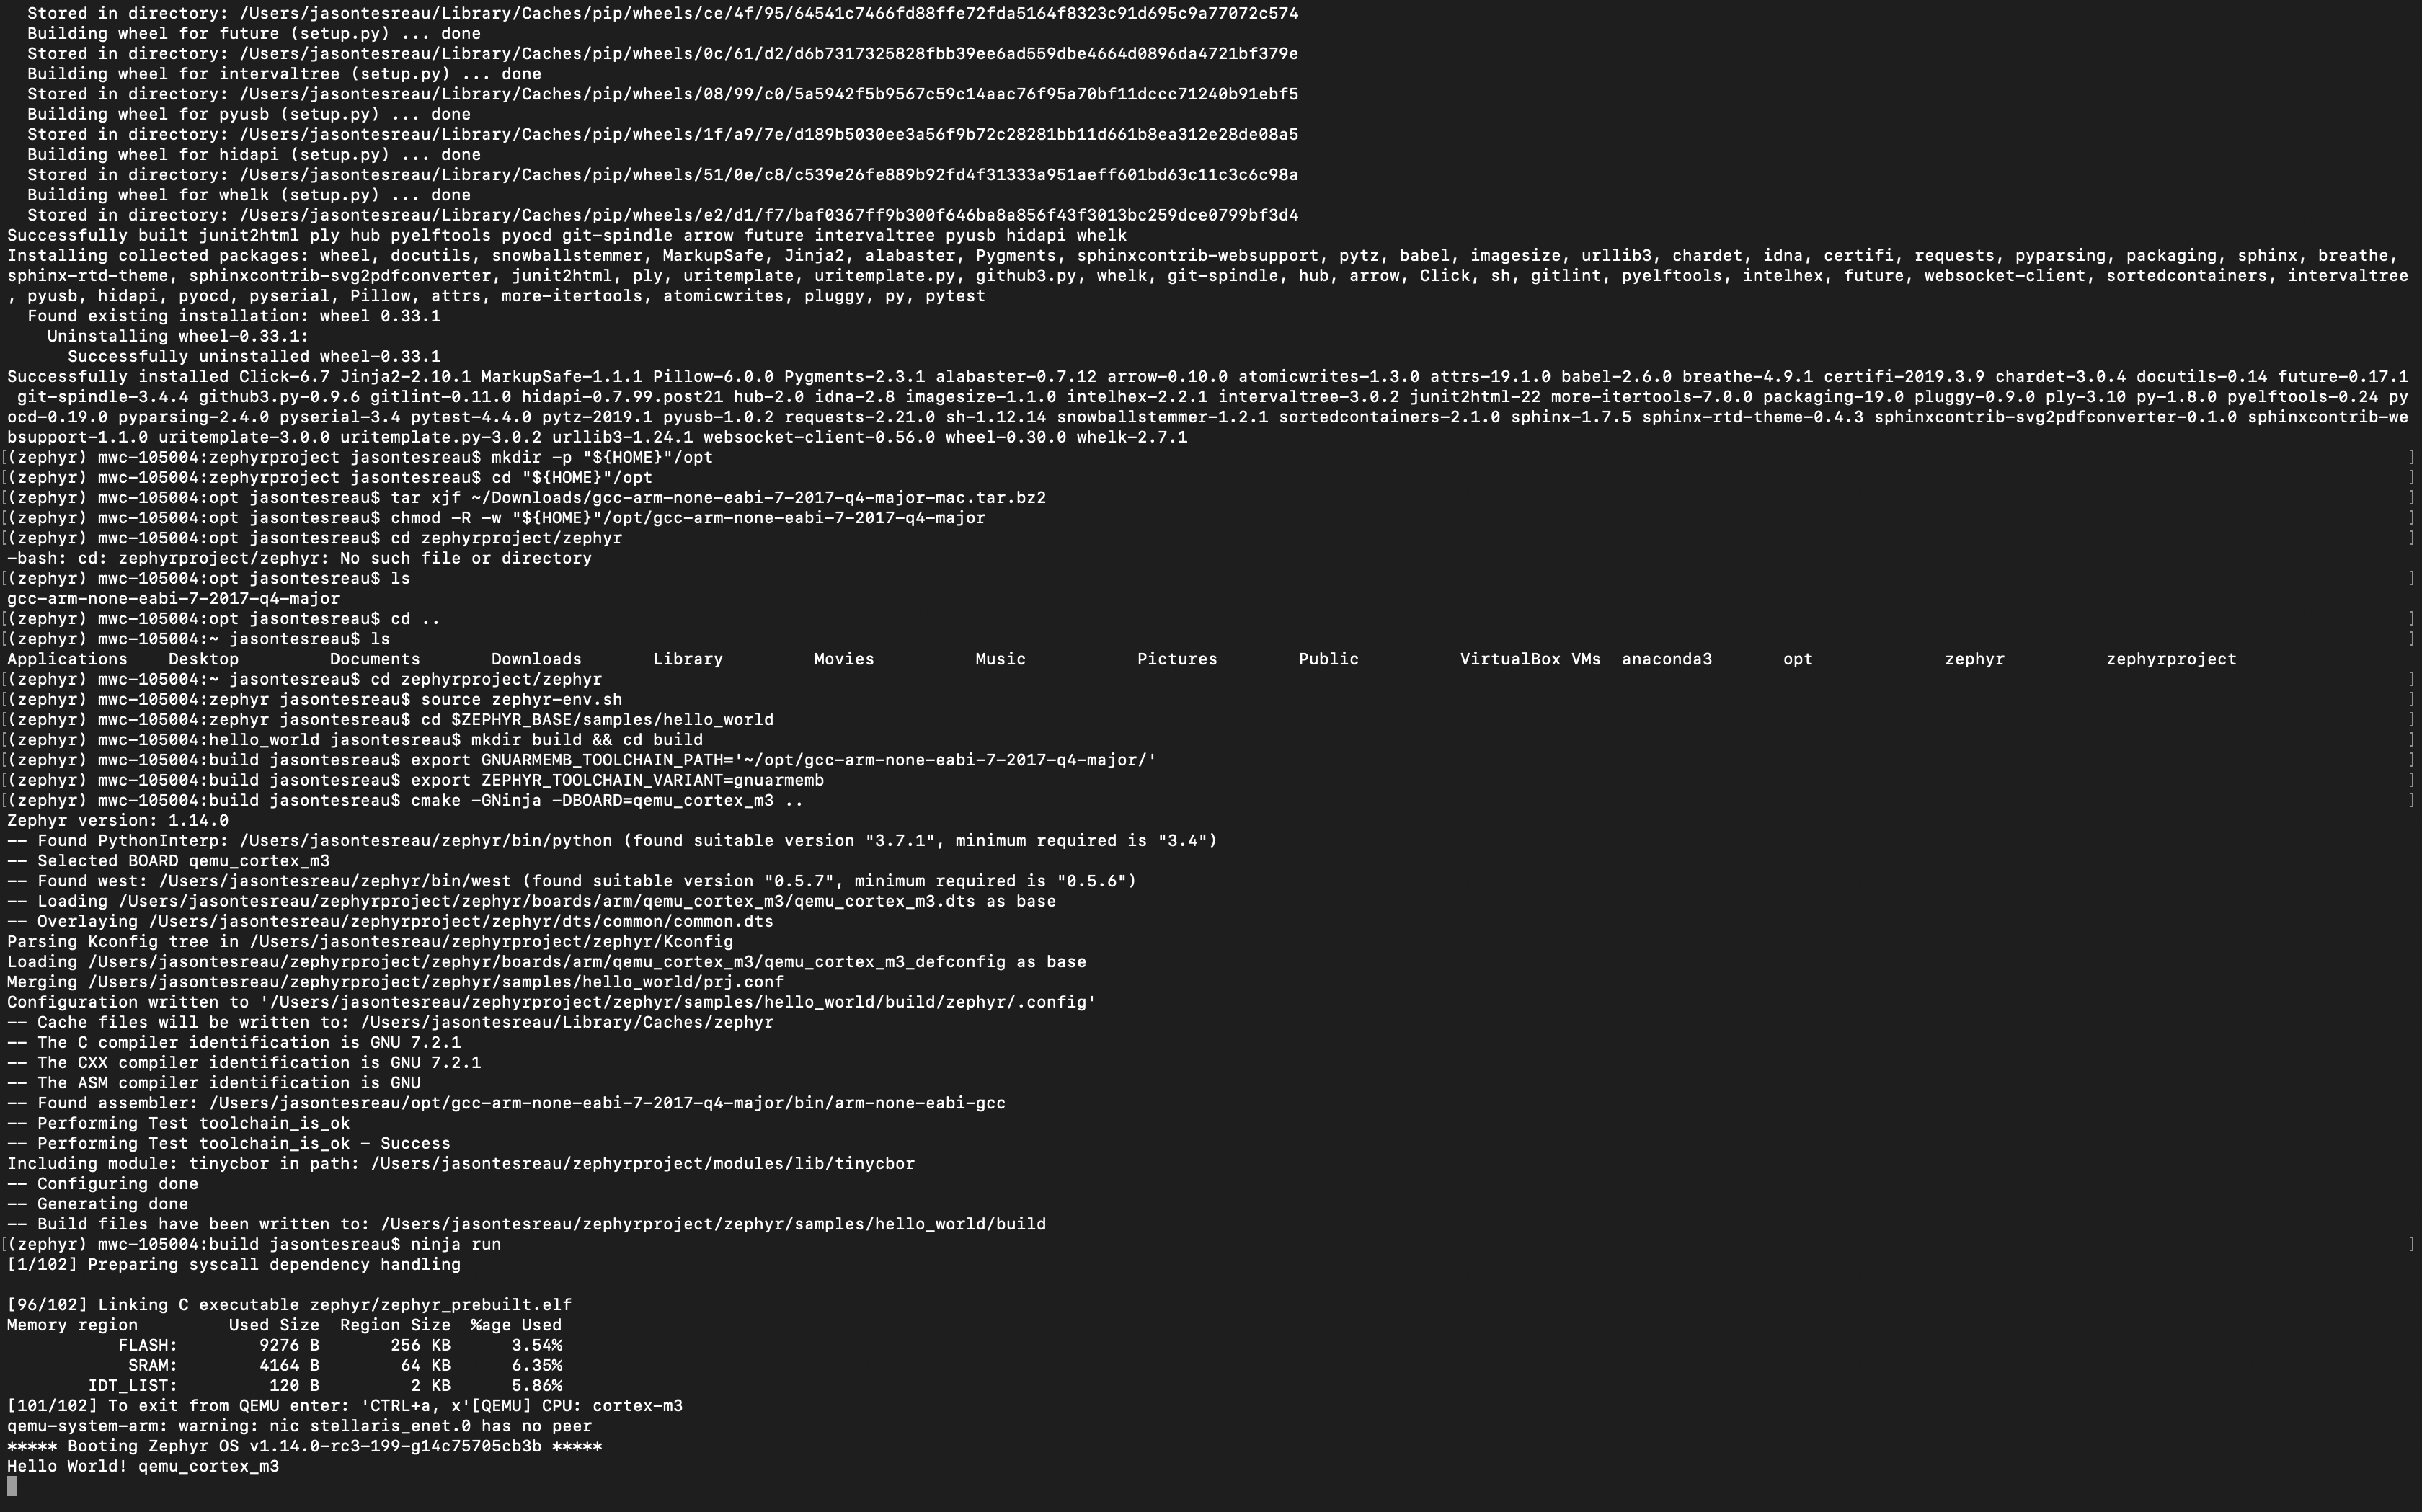 Stored in directory: /Users/jasontesreau/Library/Caches/pip/wheels/ce/4f/95/64541c7466fd88ffe72fda5164f8323c91d695c9a77072c574
  Building wheel for future (setup.py) ... done
  Stored in directory: /Users/jasontesreau/Library/Caches/pip/wheels/0c/61/d2/d6b7317325828fbb39ee6ad559dbe4664d0896da4721bf379e
  Building wheel for intervaltree (setup.py) ... done
  Stored in directory: /Users/jasontesreau/Library/Caches/pip/wheels/08/99/c0/5a5942f5b9567c59c14aac76f95a70bf11dccc71240b91ebf5
  Building wheel for pyusb (setup.py) ... done
  Stored in directory: /Users/jasontesreau/Library/Caches/pip/wheels/1f/a9/7e/d189b5030ee3a56f9b72c28281bb11d661b8ea312e28de08a5
  Building wheel for hidapi (setup.py) ... done
  Stored in directory: /Users/jasontesreau/Library/Caches/pip/wheels/51/0e/c8/c539e26fe889b92fd4f31333a951aeff601bd63c11c3c6c98a
  Building wheel for whelk (setup.py) ... done
  Stored in directory: /Users/jasontesreau/Library/Caches/pip/wheels/e2/d1/f7/baf0367ff9b300f646ba8a856f43f3013bc259dce0799bf3d4
Successfully built junit2html ply hub pyelftools pyocd git-spindle arrow future intervaltree pyusb hidapi whelk
Installing collected packages: wheel, docutils, snowballstemmer, MarkupSafe, Jinja2, alabaster, Pygments, sphinxcontrib-websupport, pytz, babel, imagesize, urllib3, chardet, idna, certifi, requests, pyparsing, packaging, sphinx, breathe,
sphinx-rtd-theme, sphinxcontrib-svg2pdfconverter, junit2html, ply, uritemplate, uritemplate.py, github3.py, whelk, git-spindle, hub, arrow, Click, sh, gitlint, pyelftools, intelhex, future, websocket-client, sortedcontainers, intervaltree
, pyusb, hidapi, pyocd, pyserial, Pillow, attrs, more-itertools, atomicwrites, pluggy, py, pytest
  Found existing installation: wheel 0.33.1
    Uninstalling wheel-0.33.1:
      Successfully uninstalled wheel-0.33.1
Successfully installed Click-6.7 Jinja2-2.10.1 MarkupSafe-1.1.1 Pillow-6.0.0 Pygments-2.3.1 alabaster-0.7.12 arrow-0.10.0 atomicwrites-1.3.0 attrs-19.1.0 babel-2.6.0 breathe-4.9.1 certifi-2019.3.9 chardet-3.0.4 docutils-0.14 future-0.17.1
 git-spindle-3.4.4 github3.py-0.9.6 gitlint-0.11.0 hidapi-0.7.99.post21 hub-2.0 idna-2.8 imagesize-1.1.0 intelhex-2.2.1 intervaltree-3.0.2 junit2html-22 more-itertools-7.0.0 packaging-19.0 pluggy-0.9.0 ply-3.10 py-1.8.0 pyelftools-0.24 py
ocd-0.19.0 pyparsing-2.4.0 pyserial-3.4 pytest-4.4.0 pytz-2019.1 pyusb-1.0.2 requests-2.21.0 sh-1.12.14 snowballstemmer-1.2.1 sortedcontainers-2.1.0 sphinx-1.7.5 sphinx-rtd-theme-0.4.3 sphinxcontrib-svg2pdfconverter-0.1.0 sphinxcontrib-we
bsupport-1.1.0 uritemplate-3.0.0 uritemplate.py-3.0.2 urllib3-1.24.1 websocket-client-0.56.0 wheel-0.30.0 whelk-2.7.1
[(zephyr) mwc-105004:zephyrproject jasontesreau$ mkdir -p "${HOME}"/opt ]
[(zephyr) mwc-105004:zephyrproject jasontesreau$ cd "${HOME}"/opt ]
[(zephyr) mwc-105004:opt jasontesreau$ tar xjf ~/Downloads/gcc-arm-none-eabi-7-2017-q4-major-mac.tar.bz2 ]
[(zephyr) mwc-105004:opt jasontesreau$ chmod -R -w "${HOME}"/opt/gcc-arm-none-eabi-7-2017-q4-major ]
[(zephyr) mwc-105004:opt jasontesreau$ cd zephyrproject/zephyr ]
-bash: cd: zephyrproject/zephyr: No such file or directory
[(zephyr) mwc-105004:opt jasontesreau$ ls ]
gcc-arm-none-eabi-7-2017-q4-major
[(zephyr) mwc-105004:opt jasontesreau$ cd .. ]
[(zephyr) mwc-105004:~ jasontesreau$ ls ]
Applications Desktop Documents Downloads Library Movies Music Pictures Public VirtualBox VMs anaconda3 opt zephyr zephyrproject
[(zephyr) mwc-105004:~ jasontesreau$ cd zephyrproject/zephyr ]
[(zephyr) mwc-105004:zephyr jasontesreau$ source zephyr-env.sh ]
[(zephyr) mwc-105004:zephyr jasontesreau$ cd $ZEPHYR_BASE/samples/hello_world ]
[(zephyr) mwc-105004:hello_world jasontesreau$ mkdir build && cd build ]
[(zephyr) mwc-105004:build jasontesreau$ export GNUARMEMB_TOOLCHAIN_PATH='~/opt/gcc-arm-none-eabi-7-2017-q4-major/' ]
[(zephyr) mwc-105004:build jasontesreau$ export ZEPHYR_TOOLCHAIN_VARIANT=gnuarmemb ]
[(zephyr) mwc-105004:build jasontesreau$ cmake -GNinja -DBOARD=qemu_cortex_m3 .. ]
Zephyr version: 1.14.0
-- Found PythonInterp: /Users/jasontesreau/zephyr/bin/python (found suitable version "3.7.1", minimum required is "3.4")
-- Selected BOARD qemu_cortex_m3
-- Found west: /Users/jasontesreau/zephyr/bin/west (found suitable version "0.5.7", minimum required is "0.5.6")
-- Loading /Users/jasontesreau/zephyrproject/zephyr/boards/arm/qemu_cortex_m3/qemu_cortex_m3.dts as base
-- Overlaying /Users/jasontesreau/zephyrproject/zephyr/dts/common/common.dts
Parsing Kconfig tree in /Users/jasontesreau/zephyrproject/zephyr/Kconfig
Loading /Users/jasontesreau/zephyrproject/zephyr/boards/arm/qemu_cortex_m3/qemu_cortex_m3_defconfig as base
Merging /Users/jasontesreau/zephyrproject/zephyr/samples/hello_world/prj.conf
Configuration written to '/Users/jasontesreau/zephyrproject/zephyr/samples/hello_world/build/zephyr/.config'
-- Cache files will be written to: /Users/jasontesreau/Library/Caches/zephyr
-- The C compiler identification is GNU 7.2.1
-- The CXX compiler identification is GNU 7.2.1
-- The ASM compiler identification is GNU
-- Found assembler: /Users/jasontesreau/opt/gcc-arm-none-eabi-7-2017-q4-major/bin/arm-none-eabi-gcc
-- Performing Test toolchain_is_ok
-- Performing Test toolchain_is_ok - Success
Including module: tinycbor in path: /Users/jasontesreau/zephyrproject/modules/lib/tinycbor
-- Configuring done
-- Generating done
-- Build files have been written to: /Users/jasontesreau/zephyrproject/zephyr/samples/hello_world/build
[(zephyr) mwc-105004:build jasontesreau$ ninja run ]
[1/102] Preparing syscall dependency handling

[96/102] Linking C executable zephyr/zephyr_prebuilt.elf
Memory region         Used Size  Region Size  %age Used
           FLASH:        9276 B       256 KB      3.54%
            SRAM:        4164 B        64 KB      6.35%
        IDT_LIST:         120 B         2 KB      5.86%
[101/102] To exit from QEMU enter: 'CTRL+a, x'[QEMU] CPU: cortex-m3
qemu-system-arm: warning: nic stellaris_enet.0 has no peer
***** Booting Zephyr OS v1.14.0-rc3-199-g14c75705cb3b *****
Hello World! qemu_cortex_m3